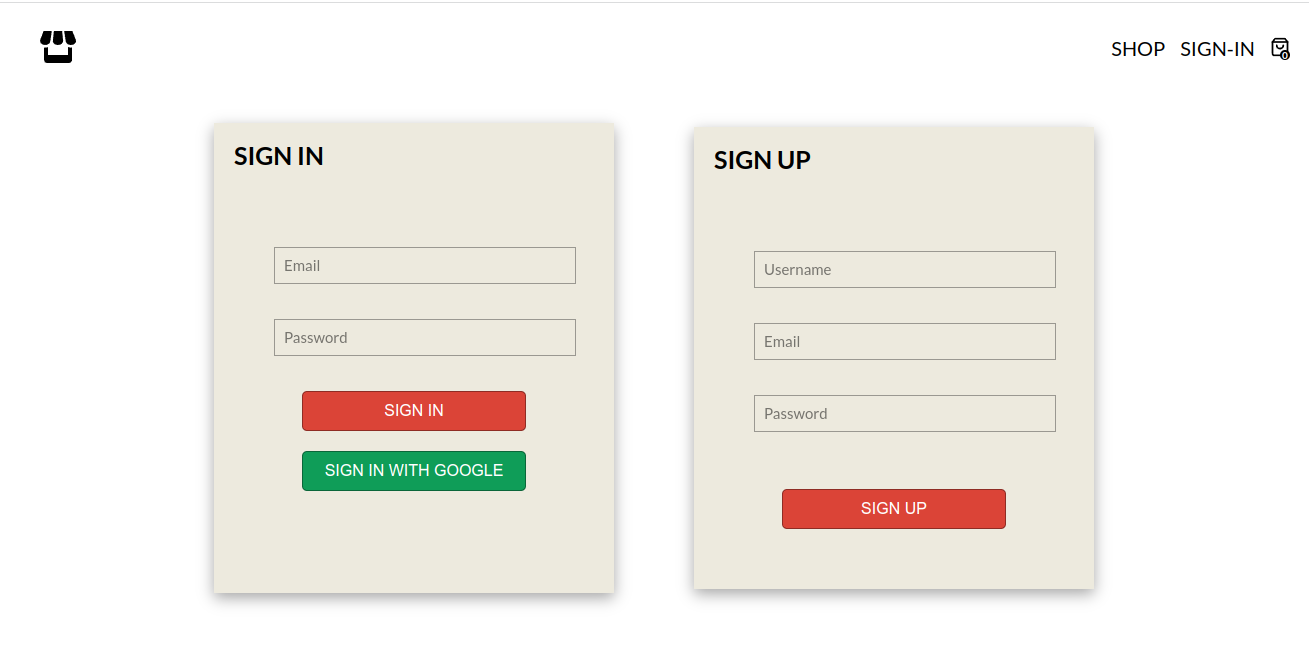 SHOP SIGN-IN
0
SIGN IN
Email
Password
SIGN IN
SIGN IN WITH GOOGLE
SIGN UP
Username
Email
Password
SIGN UP